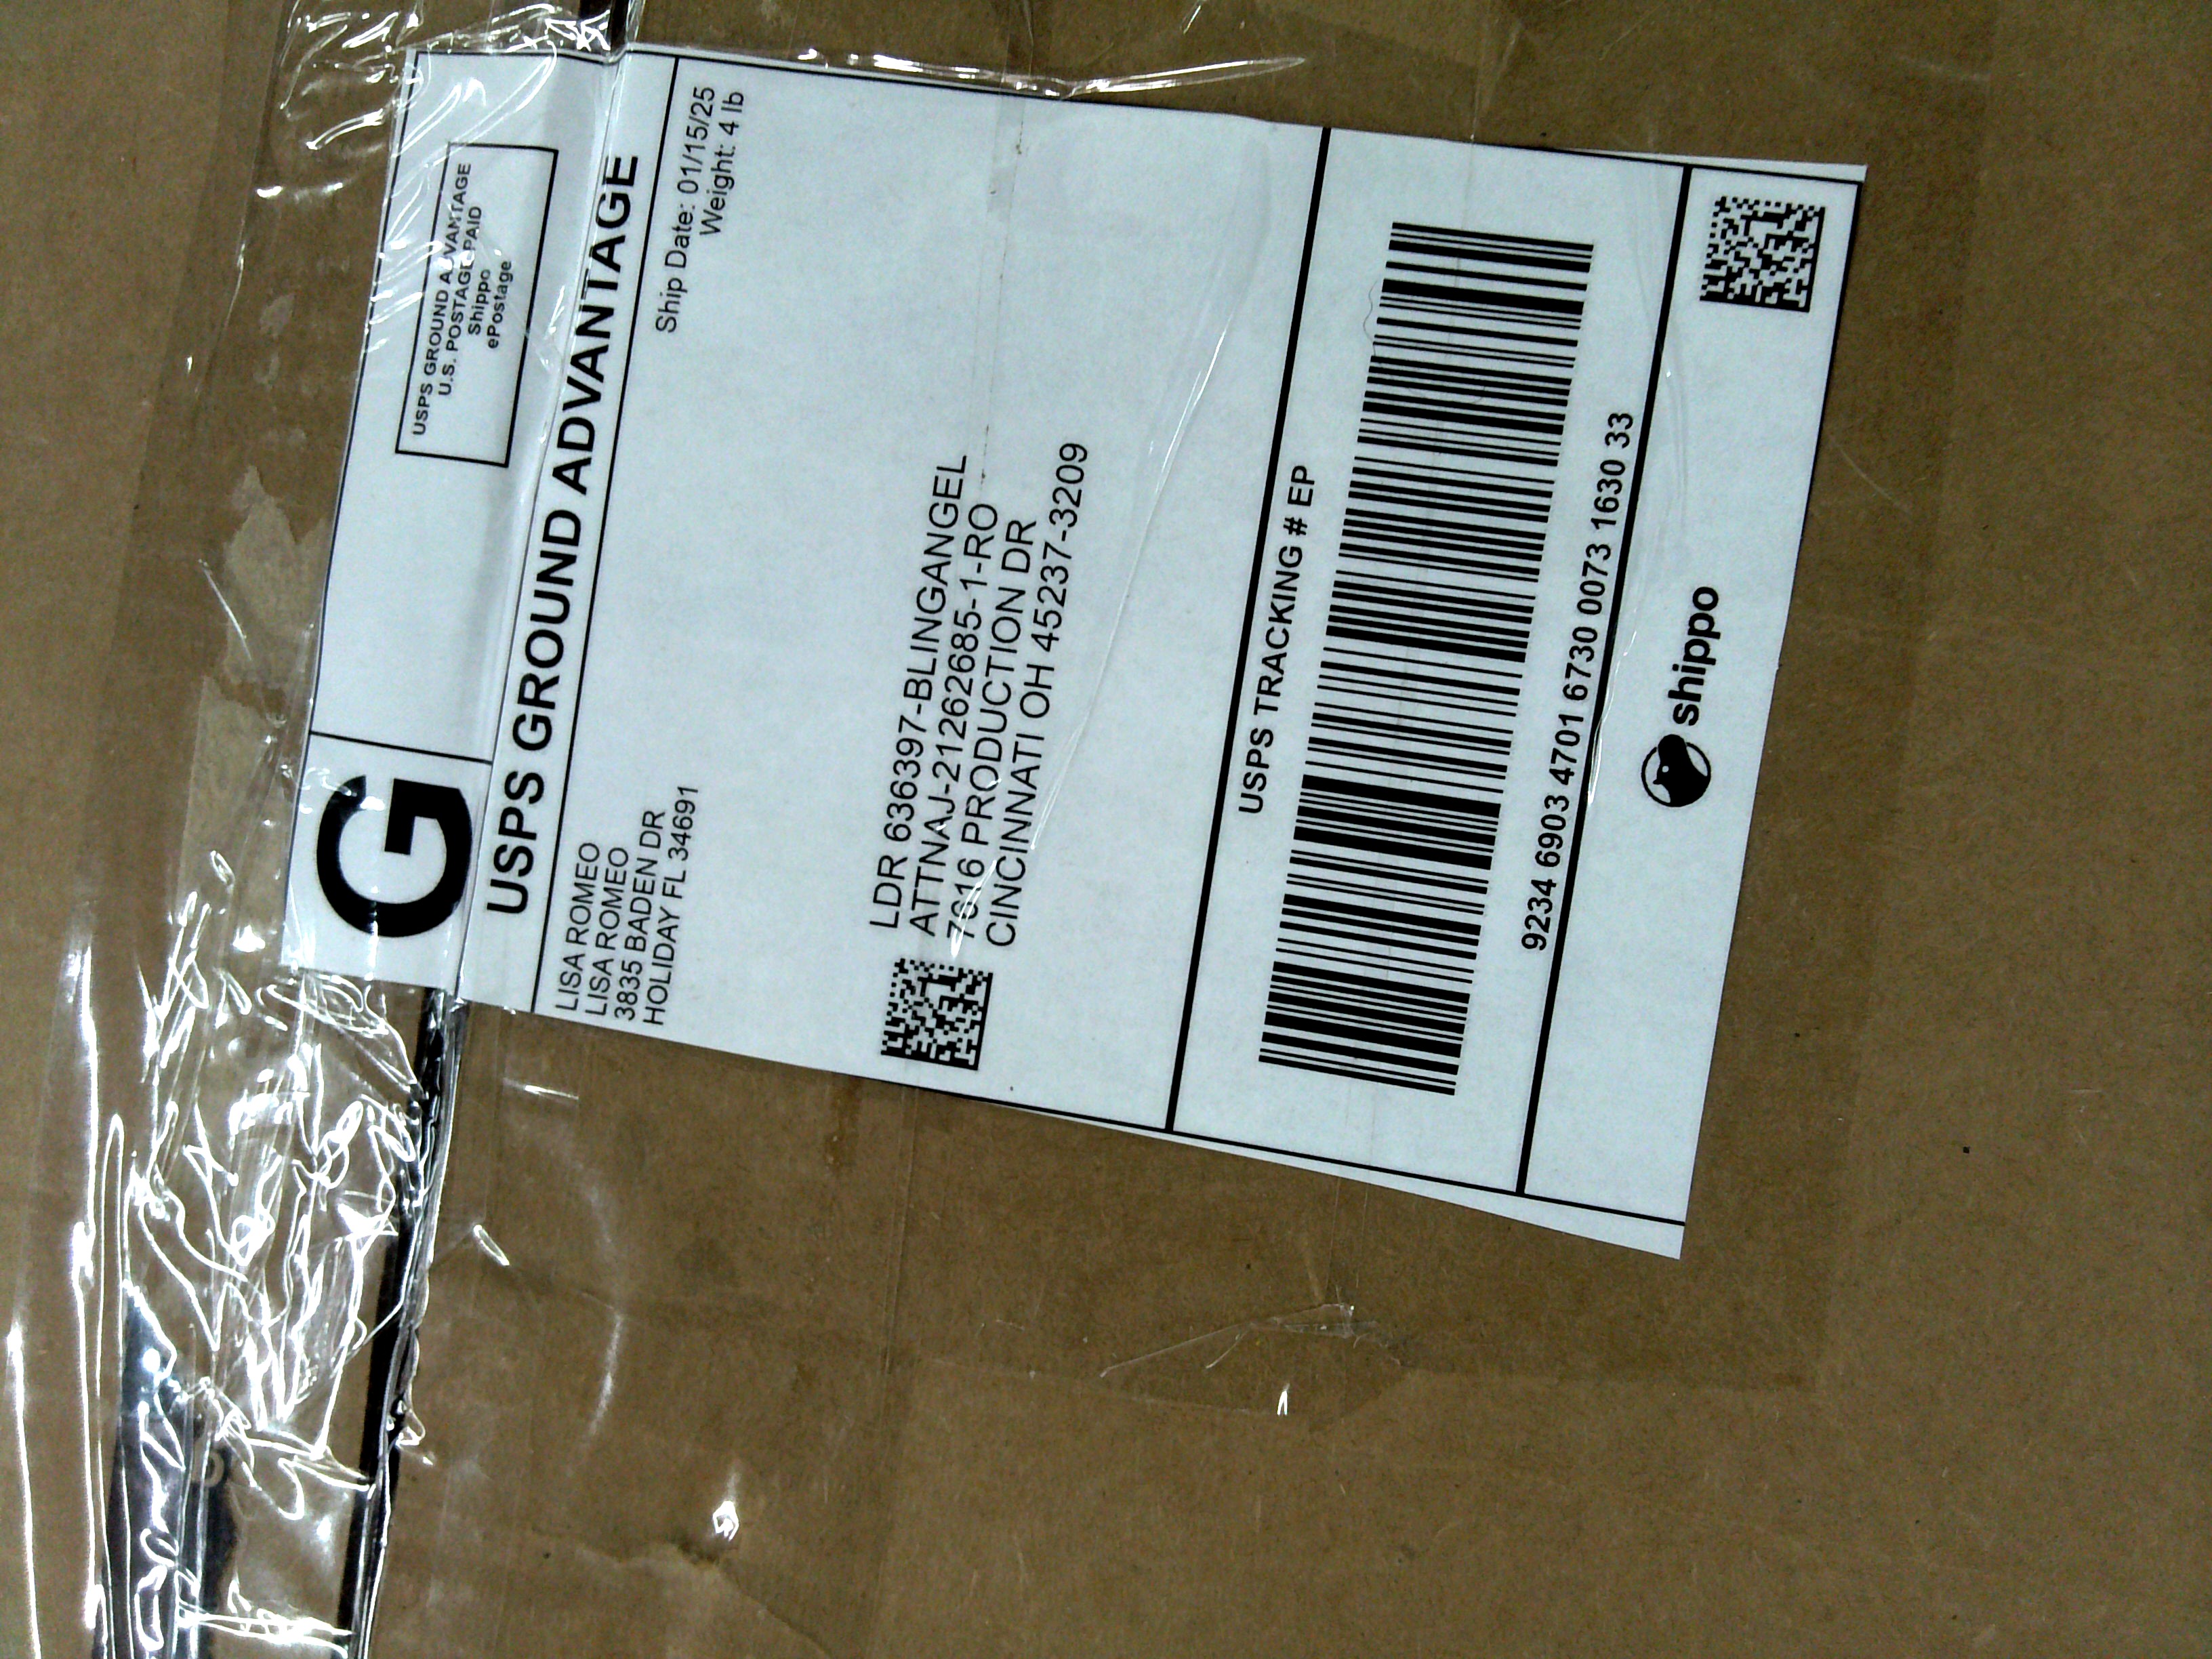 G
USPS GROUND ADVANTAGE
U.S. POSTAGE PAID
Shippo
ePostage
USPS GROUND ADVANTAGE
LISA ROMEO
LISA ROMEO
3835 BADEN DR
HOLIDAY FL 34691
Ship Date: 01/15/25
Weight: 4 lb
LDR 636397-BLINGANGEL
ATTNAJ-21262685-1-RO
7616 PRODUCTION DR
CINCINNATI OH 45237-3209
USPS TRACKING # EP
9234 6903 4701 6730 0073 1630 33
shippo